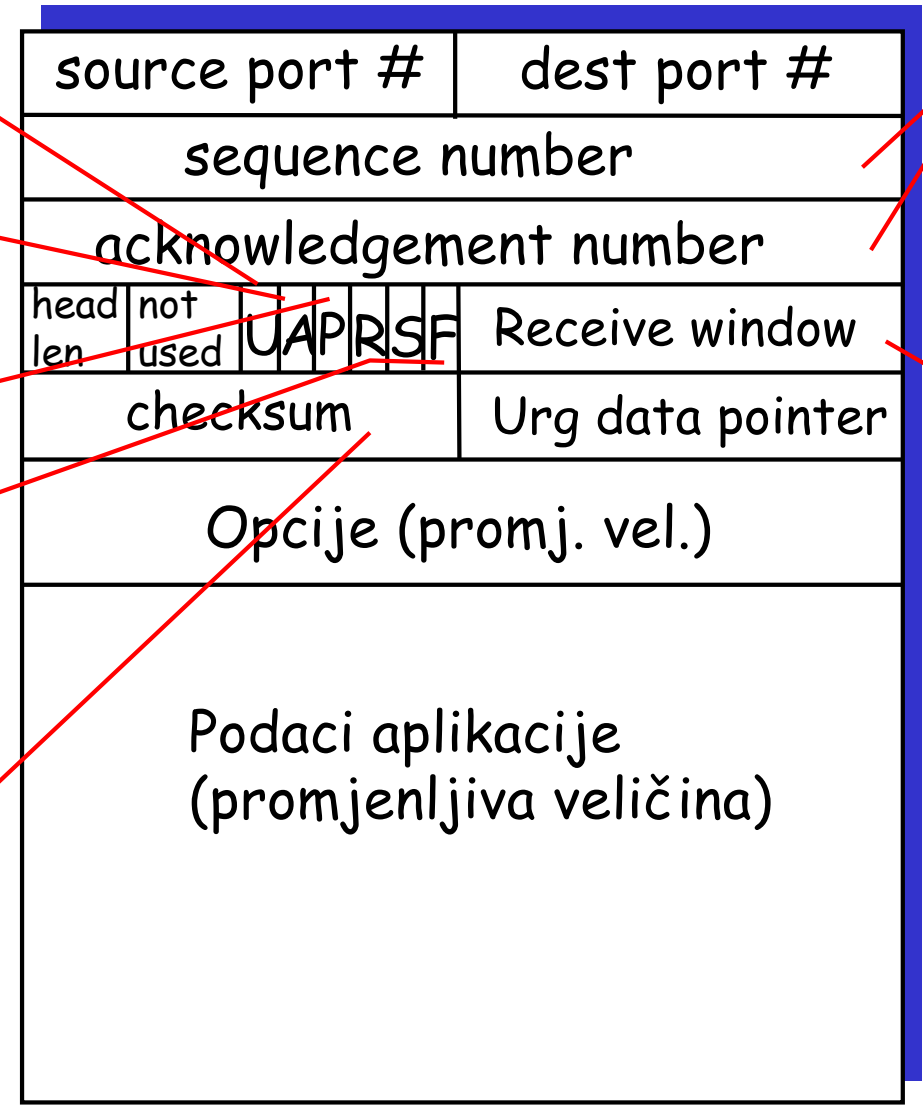 source port # dest port #
sequence number
acknowledgement number
head not
len used U A P R S F Receive window
checksum Urg data pointer
Opcije (promj. vel.)
Podaci aplikacije
(promjenljiva veličina)